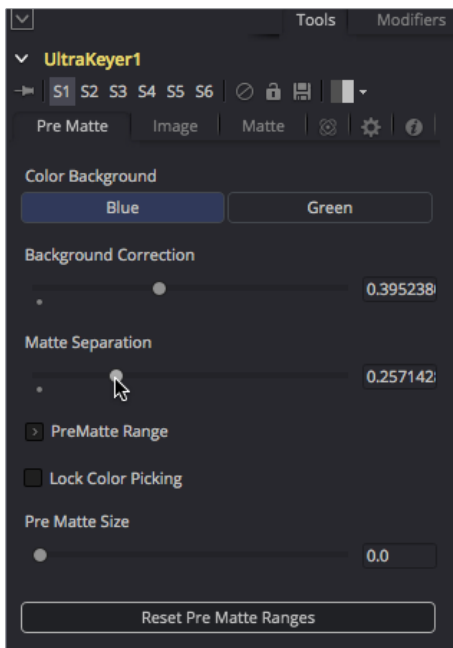 Tools Modifiers
UltraKeyer1
S1 S2 S3 S4 S5 S6
Pre Matte Image Matte
Color Background
Blue Green
Background Correction
0.395238
Matte Separation
0.257142
PreMatte Range
Lock Color Picking
Pre Matte Size
0.0
Reset Pre Matte Ranges